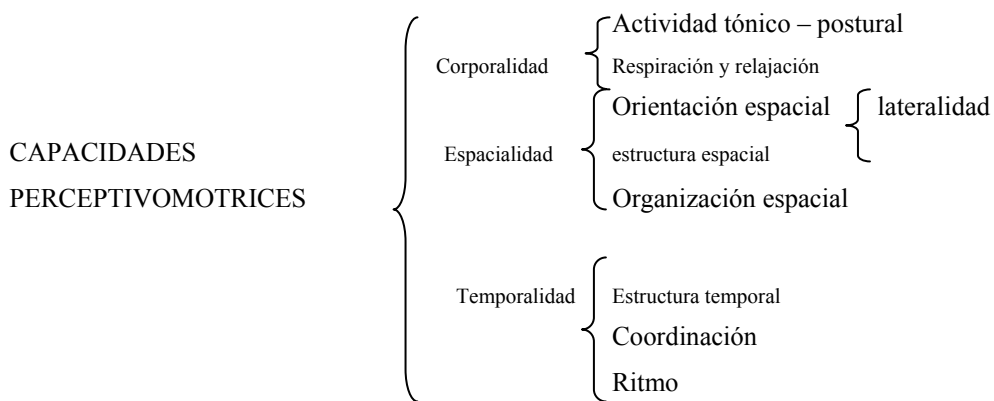 Actividad tónico – postural
Corporalidad
Respiración y relajación
Orientación espacial
lateralidad
CAPACIDADES
Espacialidad
estructura espacial
PERCEPTIVOMOTRICES
Organización espacial
Temporalidad
Estructura temporal
Coordinación
Ritmo